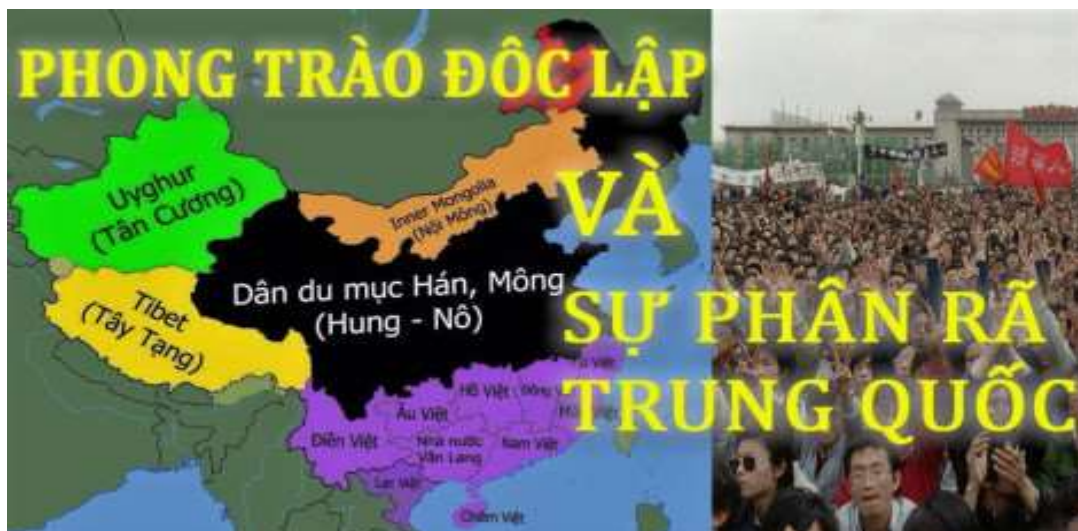 PHONG TRÀO ĐỘC LẬP
VÀ
SỰ PHÂN RÃ
TRUNG QUỐC
Uyghur
(Tân Cương)
Inner Mongolia
(Nội Mông)
Dân du mục Hán, Mông
(Hung - Nô)
Tibet
(Tây Tạng)
Việt
Hồ Việt
Âu Việt
Điền Việt
Nhà nước
Văn Lang
Nam Việt
Lạc Việt
Chăm Việt